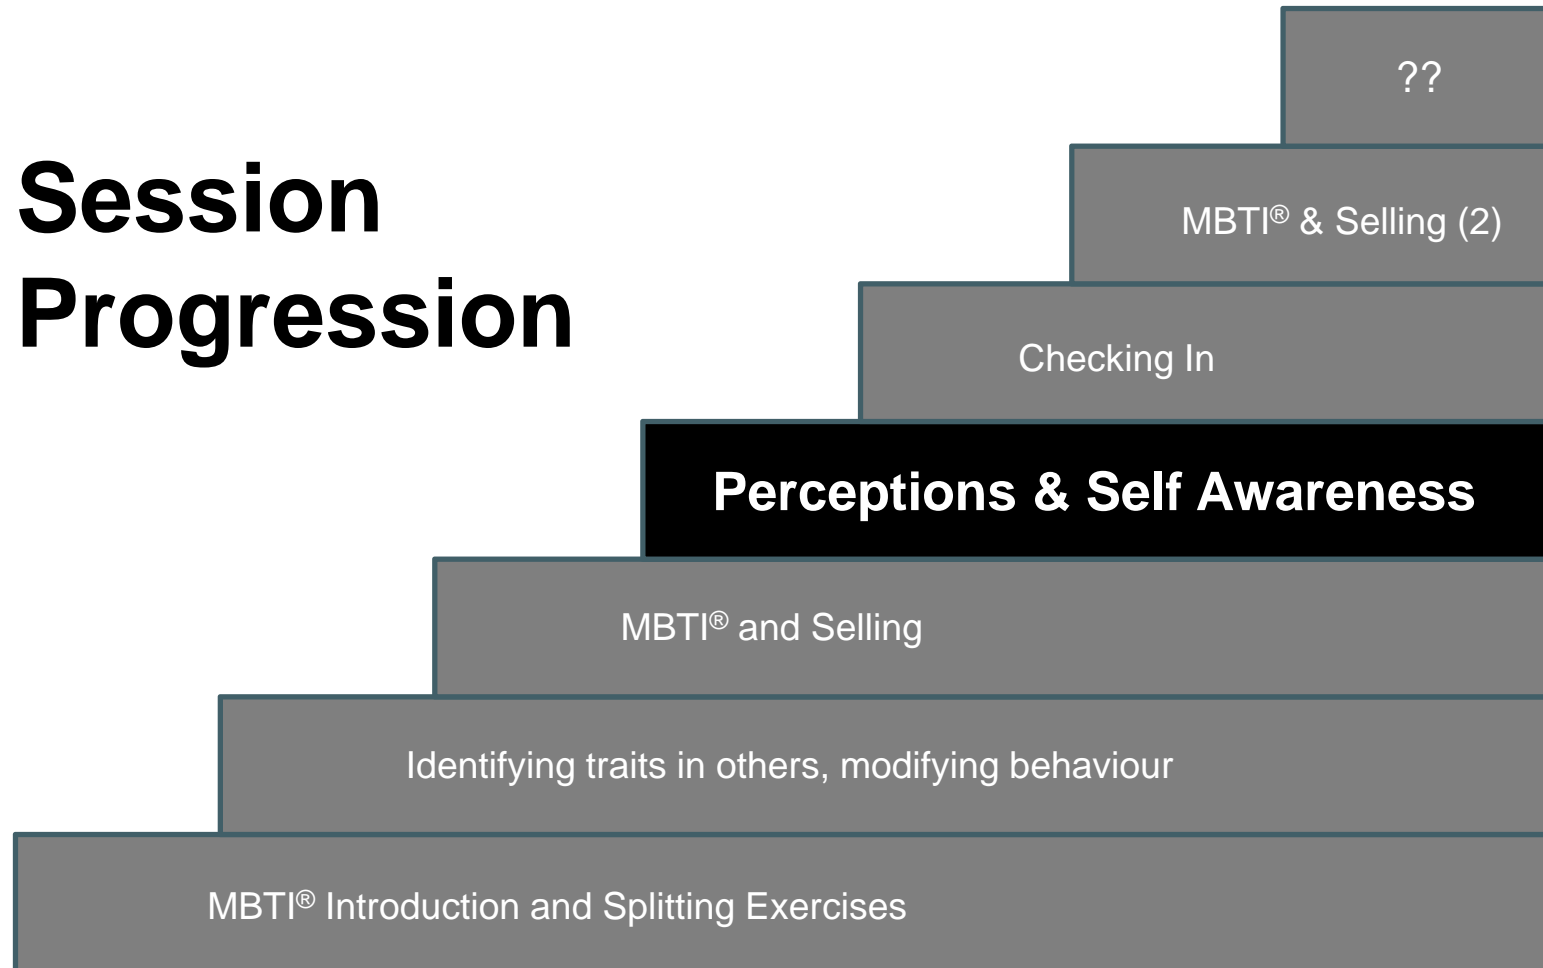 Session
Progression
??
MBTI® & Selling (2)
Checking In
Perceptions & Self Awareness
MBTI® and Selling
Identifying traits in others, modifying behaviour
MBTI® Introduction and Splitting Exercises